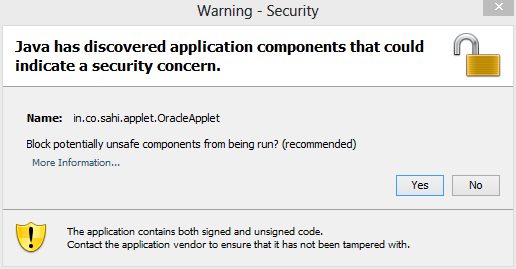 Warning - Security
Java has discovered application components that could
indicate a security concern.
Name: in.co.sahi.applet.OracleApplet
Block potentially unsafe components from being run? (recommended)
More Information...
Yes No
The application contains both signed and unsigned code.
Contact the application vendor to ensure that it has not been tampered with.